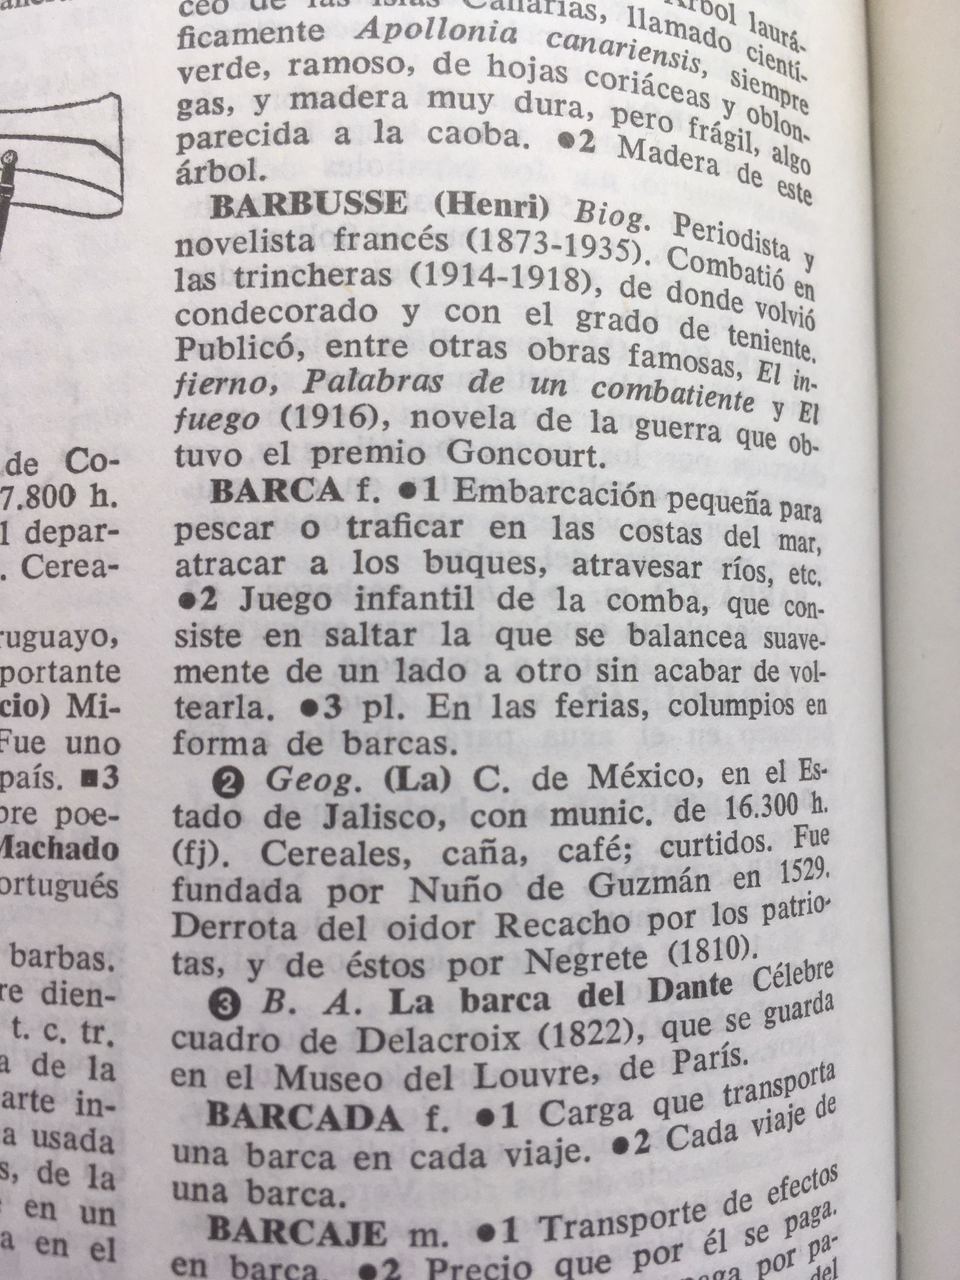 de Co-
7.800 h.
depar-
. Cerea-
ruguayo,
portante
cio) Mi-
Fue uno
país. ■3
bre poe-
Machado
ortugués
barbas.
re dien-
t. c. tr.
a de la
arte in-
a usada
s, de la
en un
a en el
ceo de las Islas Canarias, llamado cientí-
ficamente Apollonia canariensis, siempre
verde, ramoso, de hojas coriáceas y oblon-
gas, y madera muy dura, pero frágil, algo
parecida a la caoba. ●2 Madera de este
árbol.
BARBUSSE (Henri) Biog. Periodista y
novelista francés (1873-1935). Combatió en
las trincheras (1914-1918), de donde volvió
condecorado y con el grado de teniente.
Publicó, entre otras obras famosas, El in-
fierno, Palabras de un combatiente y El
fuego (1916), novela de la guerra que ob-
tuvo el premio Goncourt.
BARCA f. ●1 Embarcación pequeña para
pescar o traficar en las costas del mar,
atracar a los buques, atravesar ríos, etc.
●2 Juego infantil de la comba, que con-
siste en saltar la que se balancea suave-
mente de un lado a otro sin acabar de vol-
tearla. ●3 pl. En las ferias, columpios en
forma de barcas.
❷ Geog. (La) C. de México, en el Es-
tado de Jalisco, con munic. de 16.300 h.
(fj). Cereales, caña, café; curtidos. Fue
fundada por Nuño de Guzmán en 1529.
Derrota del oidor Recacho por los patrio-
tas, y de éstos por Negrete (1810).
❸ B. A. La barca del Dante Célebre
cuadro de Delacroix (1822), que se guarda
en el Museo del Louvre, de París.
BARCADA f. ●1 Carga que transporta
una barca en cada viaje. ●2 Cada viaje de
una barca.
BARCAJE m. ●1 Transporte de efectos
en barca. ●2 Precio que por él se paga.
paga por pa-
del